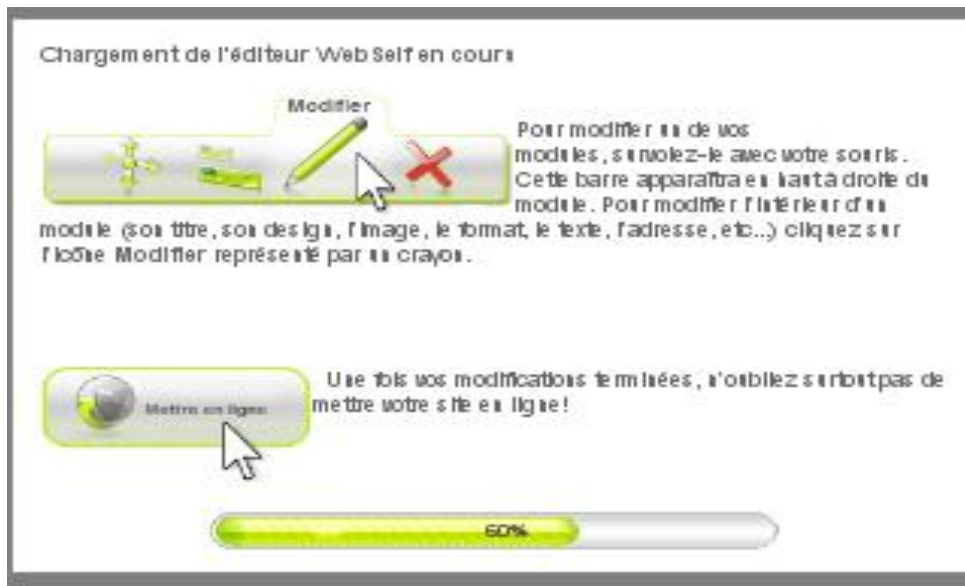 Chargement de l'éditeur WebSelf en cours
Modifier
Pour modifier un de vos
modules, survolez-le avec votre souris.
Cette barre apparaîtra en haut à droite du
module. Pour modifier l'intérieur d'un
module (son titre, son design, l'image, le format, le texte, l'adresse, etc...) cliquez sur
l'icône Modifier représenté par un crayon.
Une fois vos modifications terminées, n'oubliez surtout pas de
mettre votre site en ligne!
Mettre en ligne
60%